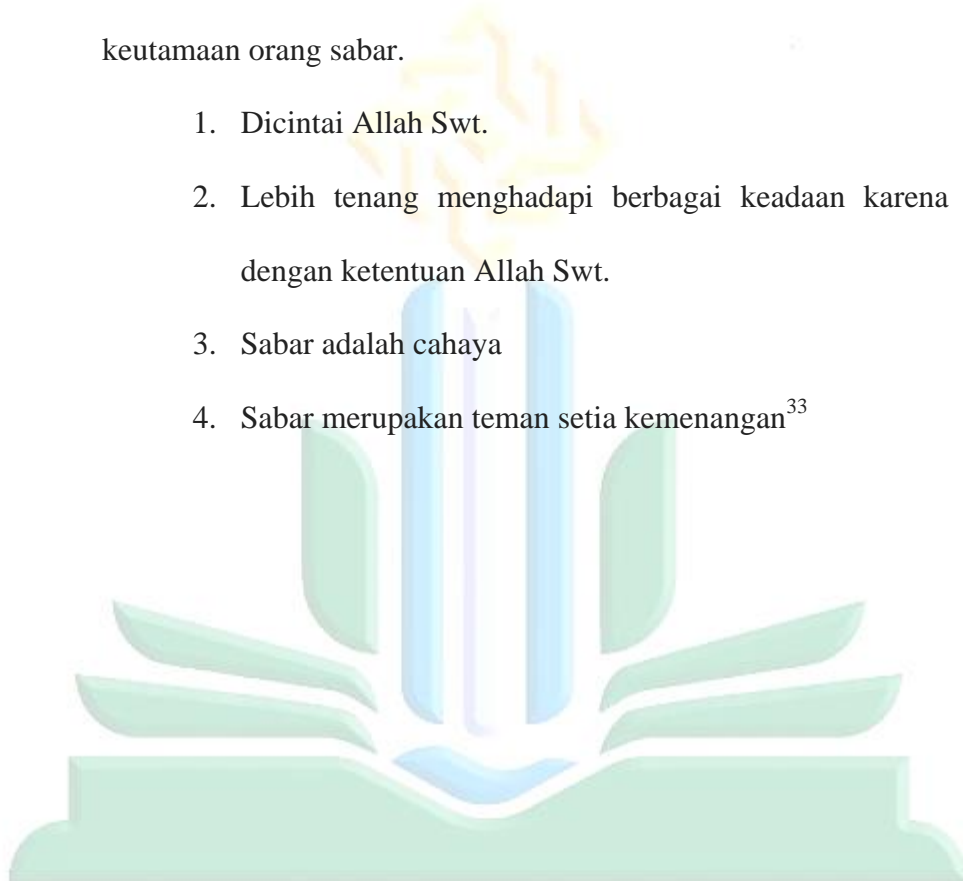 keutamaan orang sabar.
1. Dicintai Allah Swt.
2. Lebih tenang menghadapi berbagai keadaan karena
dengan ketentuan Allah Swt.
3. Sabar adalah cahaya
4. Sabar merupakan teman setia kemenangan³³